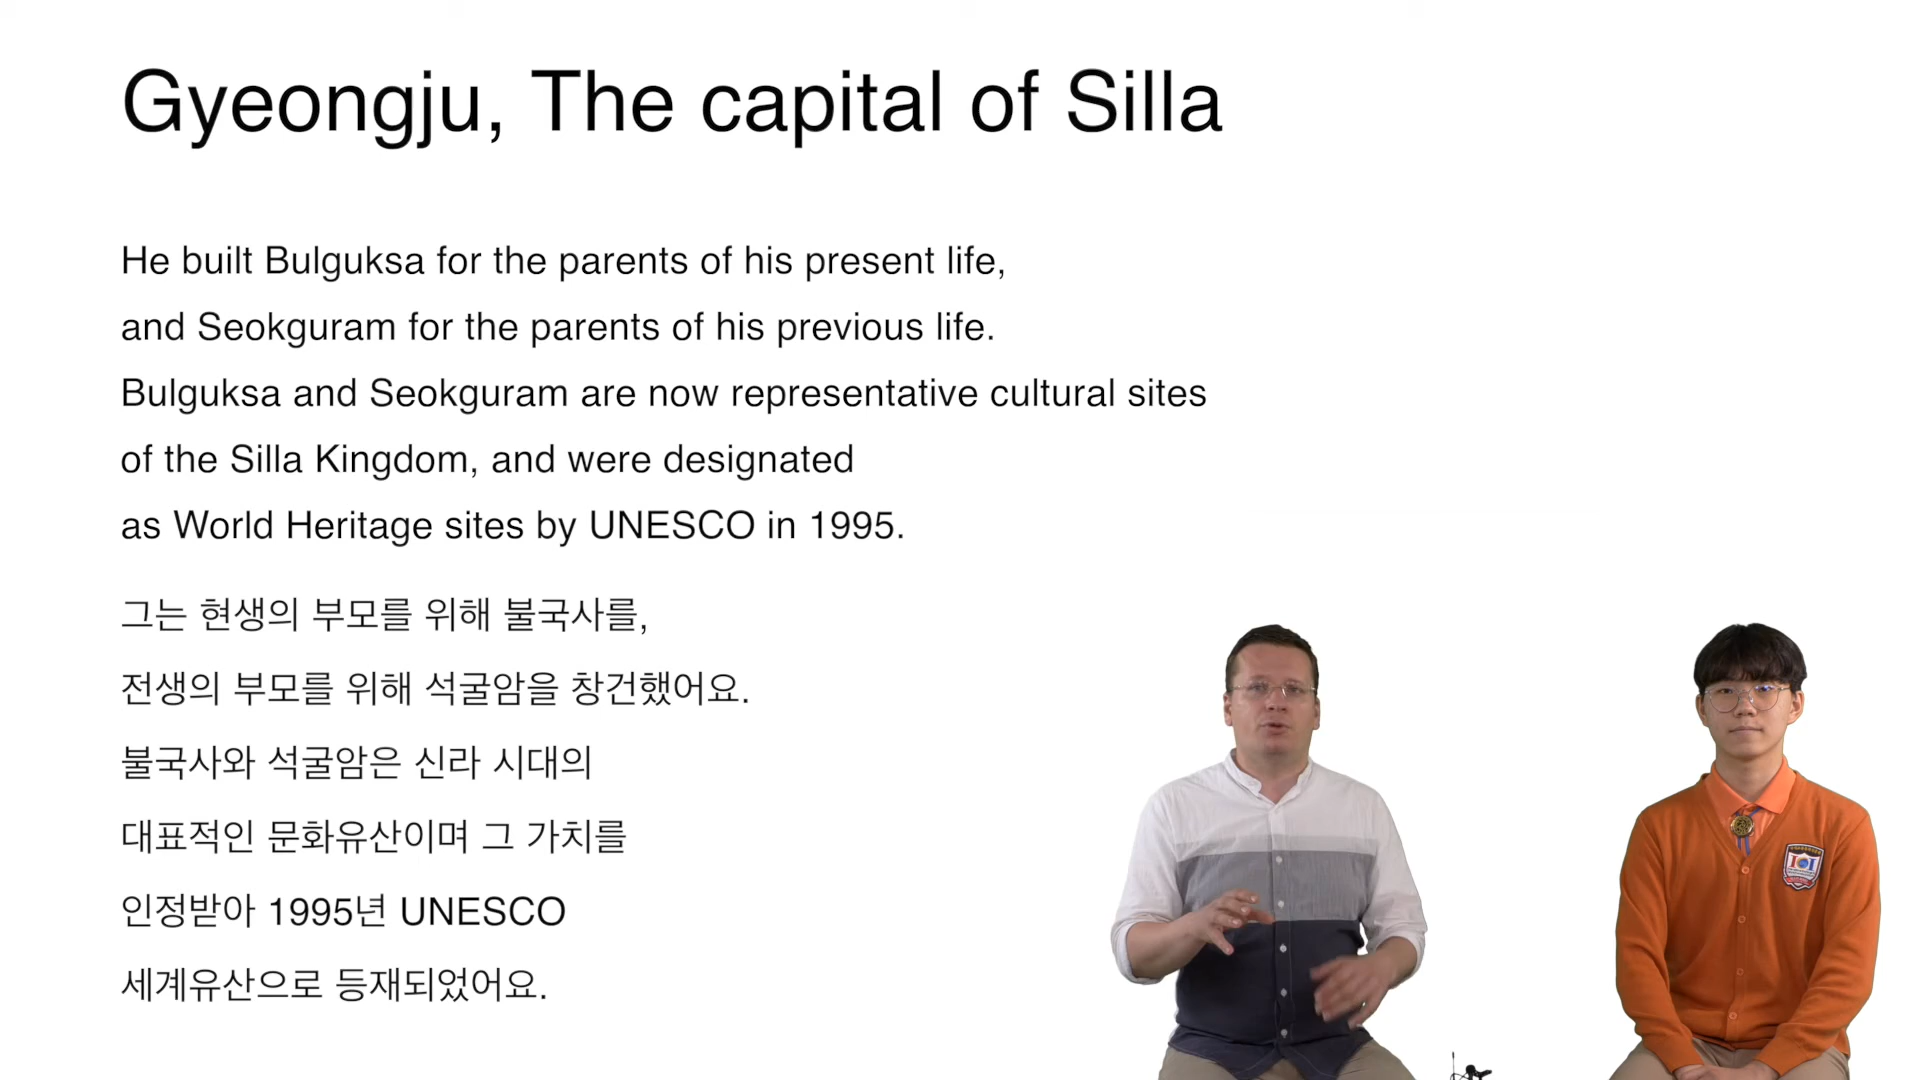 Gyeongju, The capital of Silla
He built Bulguksa for the parents of his present life,
and Seokguram for the parents of his previous life.
Bulguksa and Seokguram are now representative cultural sites
of the Silla Kingdom, and were designated
as World Heritage sites by UNESCO in 1995.
그는 현생의 부모를 위해 불국사를,
전생의 부모를 위해 석굴암을 창건했어요.
불국사와 석굴암은 신라 시대의
대표적인 문화유산이며 그 가치를
인정받아 1995년 UNESCO
세계유산으로 등재되었어요.